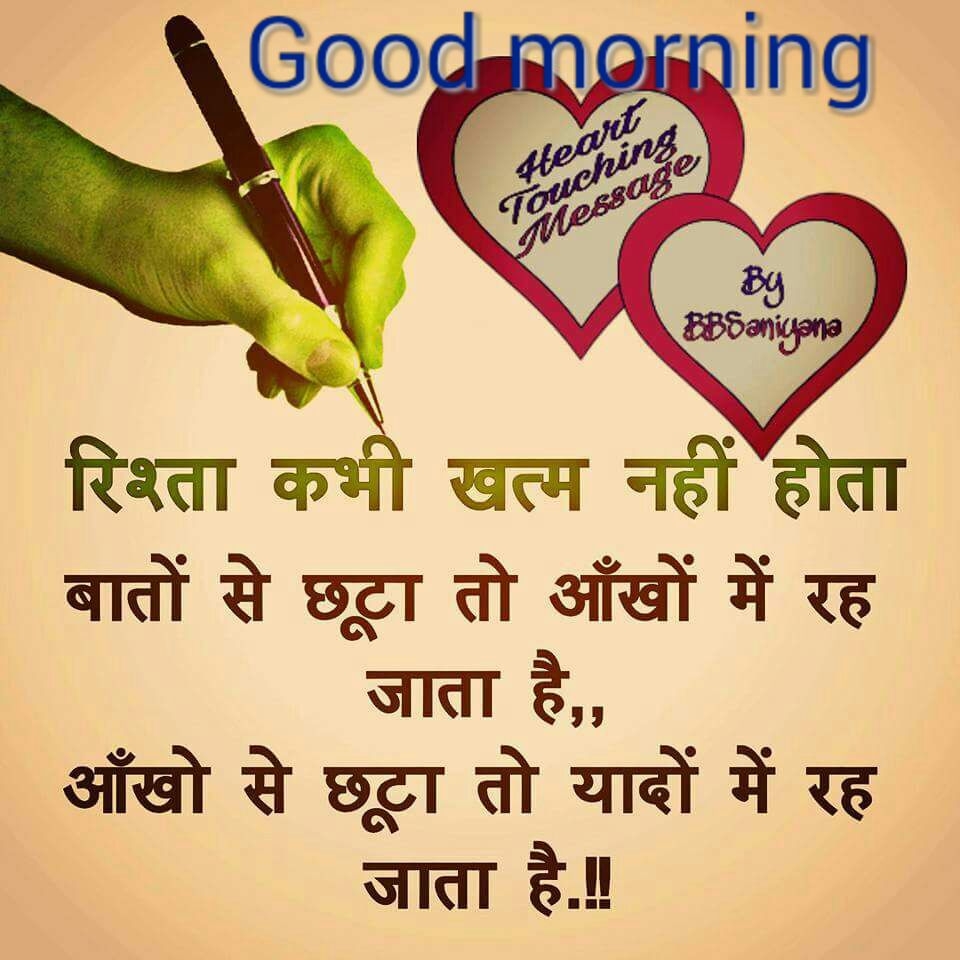 Good morning
Heart
Touching
Message
By
BBSaniyana
रिश्ता कभी खत्म नहीं होता
बातों से छूटा तो आँखों में रह
जाता है,,
आँखो से छूटा तो यादों में रह
जाता है.!!